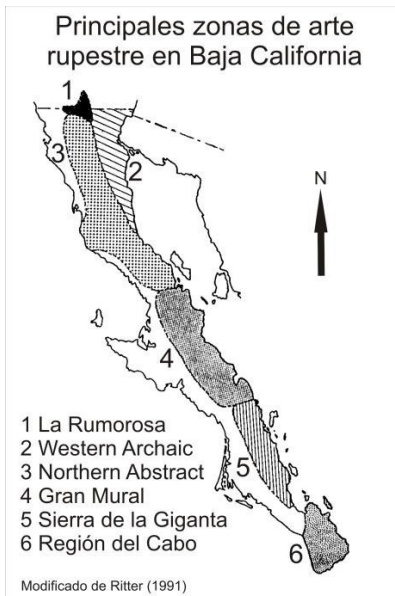 Principales zonas de arte
rupestre en Baja California
1
3
2
N
4
5
6
1 La Rumorosa
2 Western Archaic
3 Northern Abstract
4 Gran Mural
5 Sierra de la Giganta
6 Región del Cabo
Modificado de Ritter (1991)